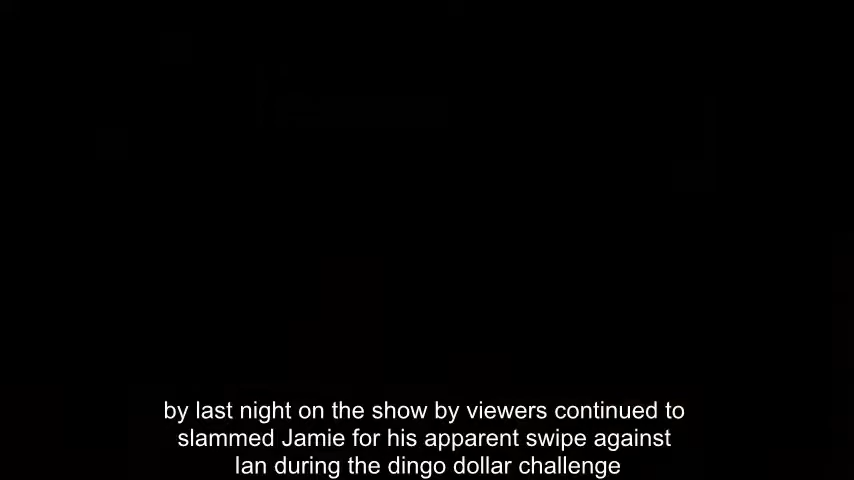 by last night on the show by viewers continued to
slammed Jamie for his apparent swipe against
Ian during the dingo dollar challenge